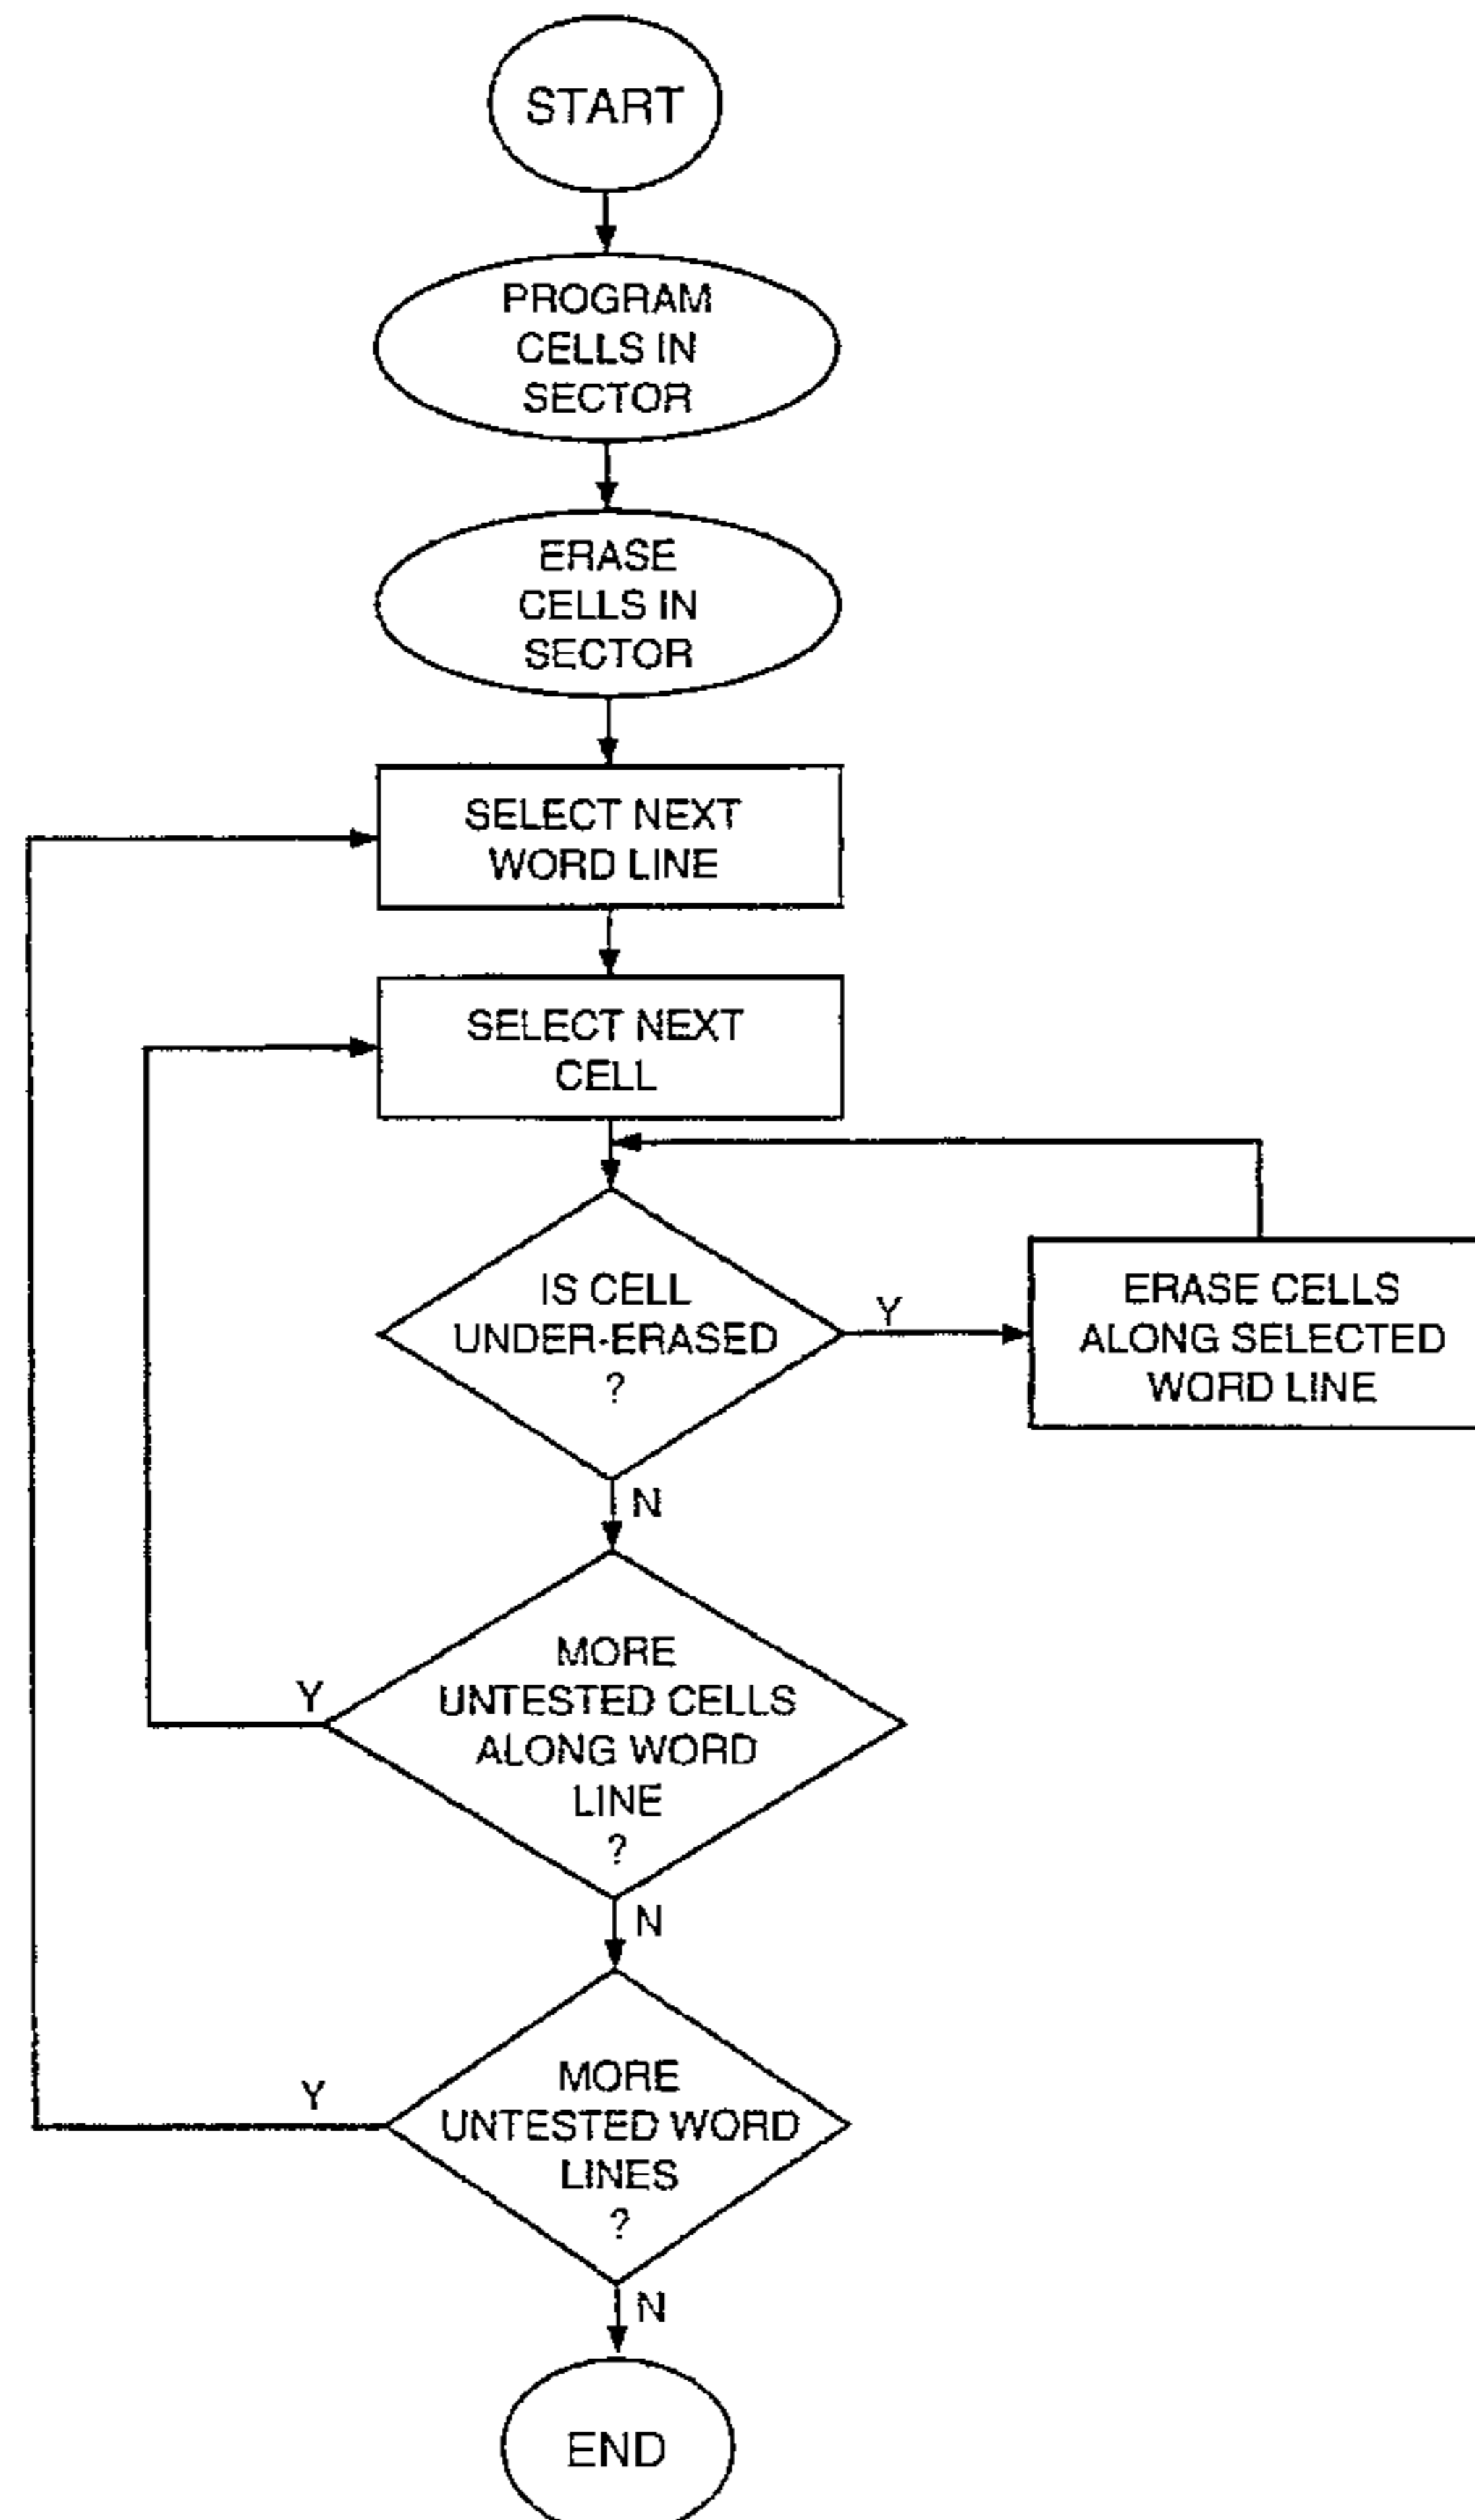 START
PROGRAM
CELLS IN
SECTOR
ERASE
CELLS IN
SECTOR
SELECT NEXT
WORD LINE
SELECT NEXT
CELL
IS CELL
UNDER-ERASED
?
Y
ERASE CELLS
ALONG SELECTED
WORD LINE
N
MORE
UNTESTED CELLS
ALONG WORD
LINE
?
Y
N
MORE
UNTESTED WORD
LINES
?
Y
N
END